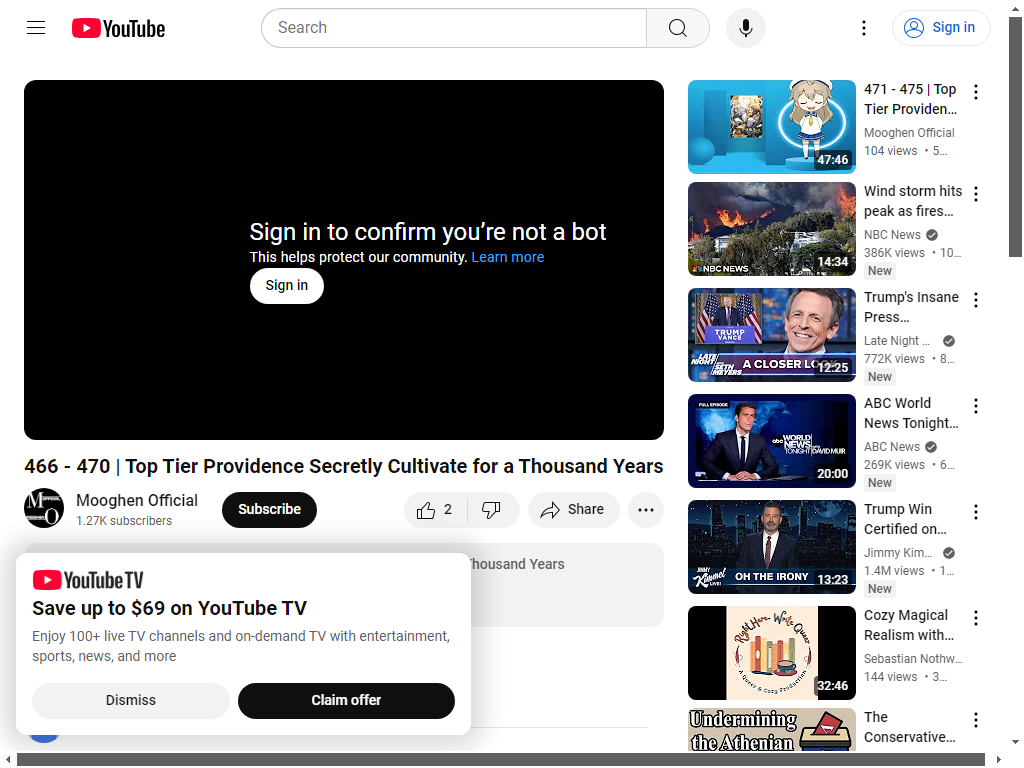 YouTube
Search
Sign in
Sign in to confirm you’re not a bot
This helps protect our community. Learn more
Sign in
466 - 470 | Top Tier Providence Secretly Cultivate for a Thousand Years
Mooghen Official
1.27K subscribers
Subscribe
2
Share
Thousand Years
YouTube TV
Save up to $69 on YouTube TV
Enjoy 100+ live TV channels and on-demand TV with entertainment,
sports, news, and more
Dismiss
Claim offer
47:46
471 - 475 | Top
Tier Providen...
Mooghen Official
104 views • 5...
NBC NEWS
14:34
Wind storm hits
peak as fires...
NBC News
386K views • 10...
New
TRUMP
VANCE
LATE
NIGHT
SETH
MEYERS
A CLOSER LOOK
12:25
Trump's Insane
Press...
Late Night ...
772K views • 8...
New
FULL EPISODE
abc WORLD
NEWS
TONIGHT DAVID MUIR
20:00
ABC World
News Tonight...
ABC News
269K views • 6...
New
JIMMY
Kimmel
LIVE!
OH THE IRONY
13:23
Trump Win
Certified on...
Jimmy Kim...
1.4M views • 1...
New
Right Here, Write Queer
A Queer & Cozy Production
32:46
Cozy Magical
Realism with...
Sebastian Nothw...
144 views • 3...
Undermining
the Athenian
The
Conservative...